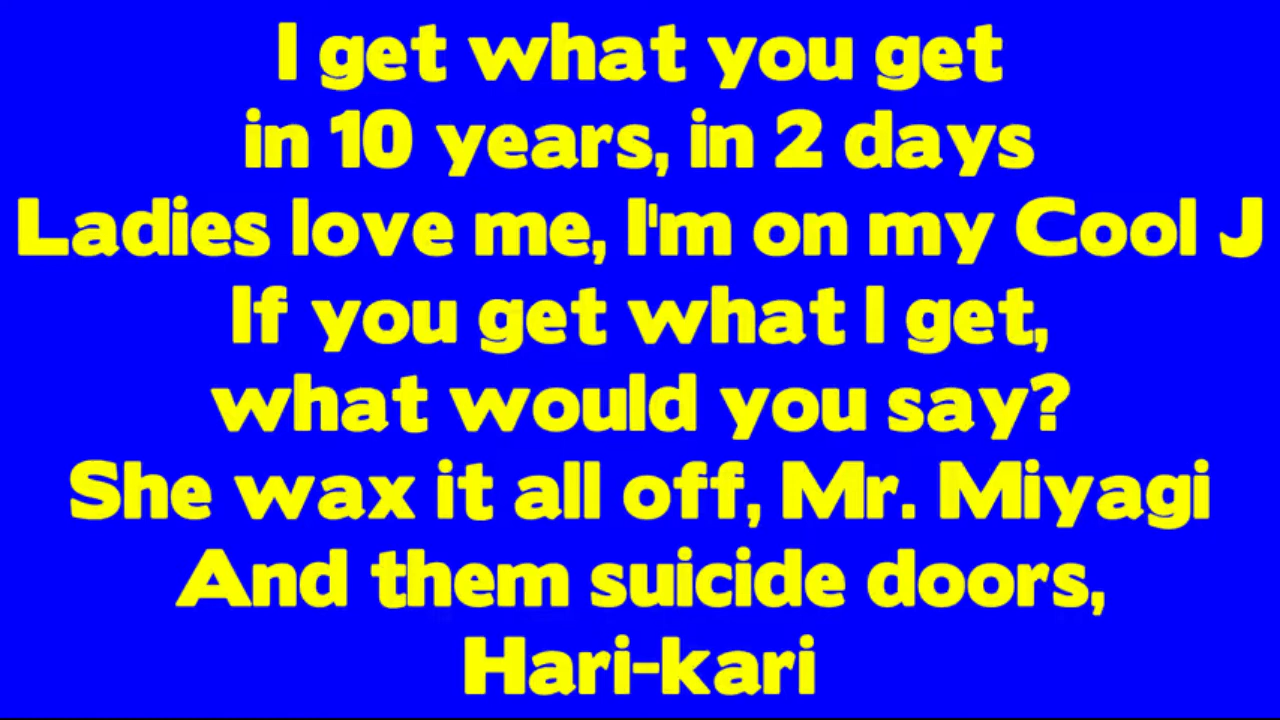 I get what you get
in 10 years, in 2 days
Ladies love me, I'm on my Cool J
If you get what I get,
what would you say?
She wax it all off, Mr. Miyagi
And them suicide doors,
Hari-kari